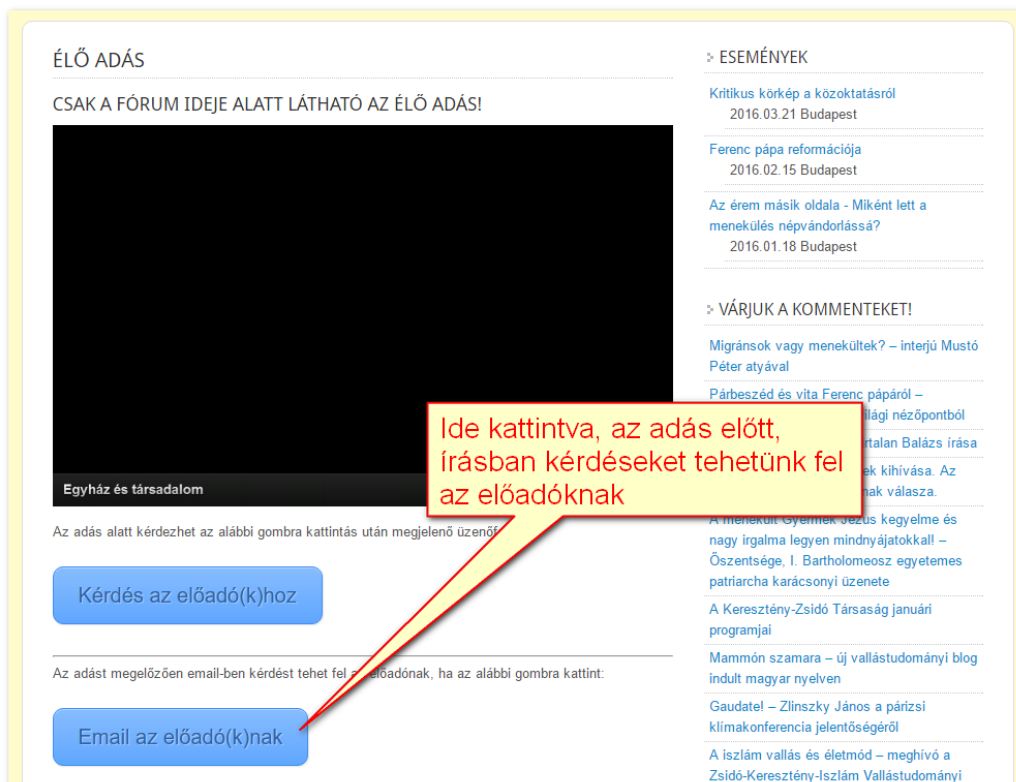 ÉLŐ ADÁS
CSAK A FÓRUM IDEJE ALATT LÁTHATÓ AZ ÉLŐ ADÁS!
Egyház és társadalom
Ide kattintva, az adás előtt,
írásban kérdéseket tehetünk fel
az előadóknak
Az adás alatt kérdezhet az alábbi gombra kattintás után megjelenő
Kérdés az előadó(k)hoz
Az adást megelőzően email-ben kérdést tehet fel előadónak, ha az alábbi gombra kattint:
Email az előadó(k)nak
ESEMÉNYEK
Kritikus körkép a közoktatásról
2016.03.21 Budapest
Ferenc pápa reformációja
2016.02.15 Budapest
Az érem másik oldala - Miként lett a
menekülés népvándorlássá?
2016.01.18 Budapest
VÁRJUK A KOMMENTEKET!
Migránsok vagy menekültek? – interjú Mustó
Péter atyával
Párbeszéd és vita Ferenc pápáról –
nézőpontból
Balázs írása
kihívása. Az
válasza.
A menekült Gyermek Jézus kegyelme és
nagy irgalma legyen mindnyájatokkal! –
Őszentsége, I. Bartholomeosz egyetemes
patriarcha karácsonyi üzenete
A Keresztény-Zsidó Társaság januári
programjai
Mammón szamara – új vallástudományi blog
indult magyar nyelven
Gaudate! – Zlinszky János a párizsi
klímakonferencia jelentőségéről
A iszlám vallás és életmód – meghívó a
Zsidó-Keresztény-Iszlám Vallástudományi